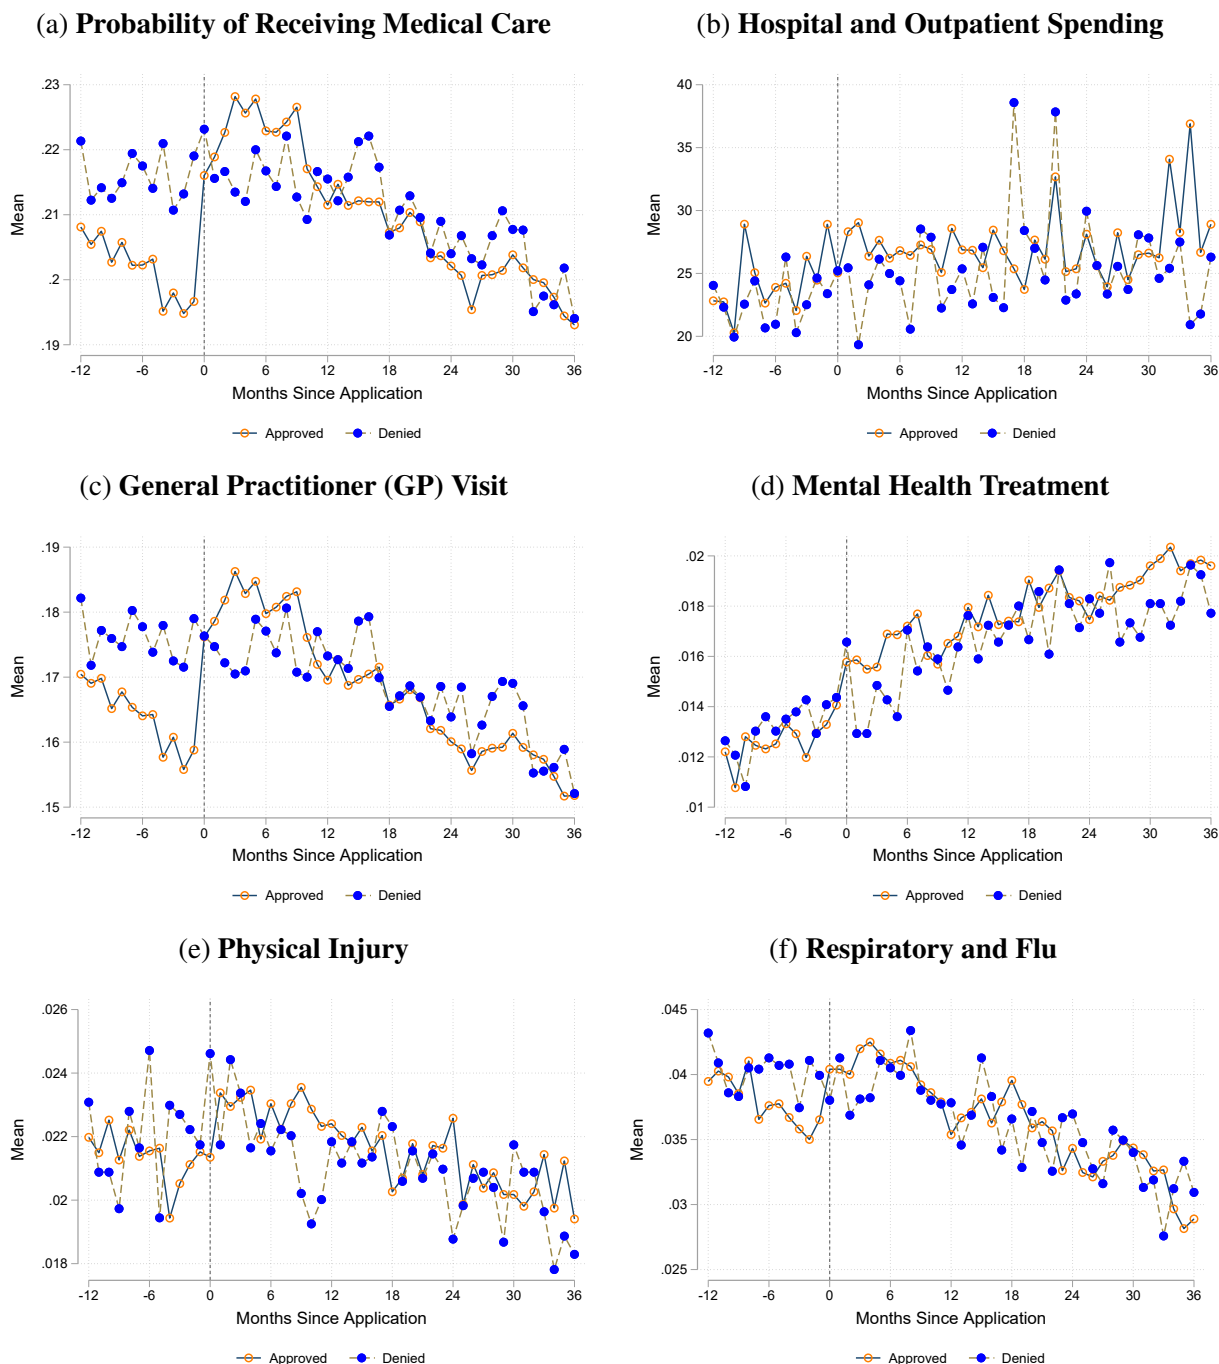 (a) Probability of Receiving Medical Care
.23
.22
.21
.2
.19
Mean
-12 -6 0 6 12 18 24 30 36
Months Since Application
Approved Denied
(b) Hospital and Outpatient Spending
40
35
30
25
20
Mean
-12 -6 0 6 12 18 24 30 36
Months Since Application
Approved Denied
(c) General Practitioner (GP) Visit
.19
.18
.17
.16
.15
Mean
-12 -6 0 6 12 18 24 30 36
Months Since Application
Approved Denied
(d) Mental Health Treatment
.02
.018
.016
.014
.012
.01
Mean
-12 -6 0 6 12 18 24 30 36
Months Since Application
Approved Denied
(e) Physical Injury
.026
.024
.022
.02
.018
Mean
-12 -6 0 6 12 18 24 30 36
Months Since Application
Approved Denied
(f) Respiratory and Flu
.045
.04
.035
.03
.025
Mean
-12 -6 0 6 12 18 24 30 36
Months Since Application
Approved Denied